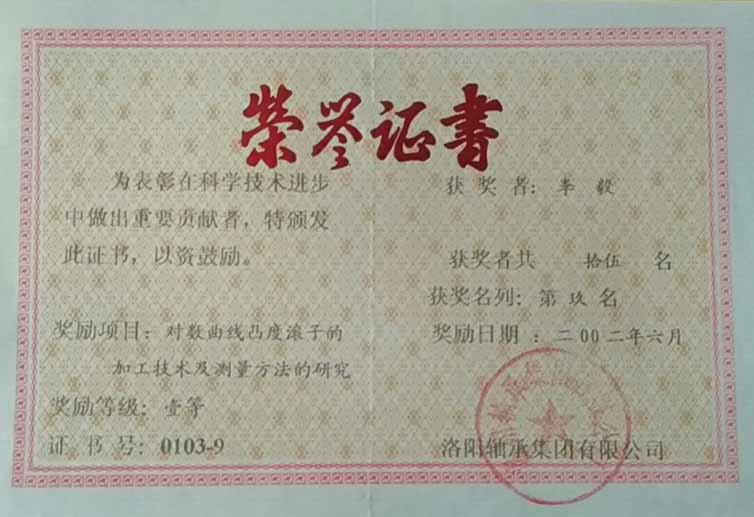 荣誉证书
为表彰在科学技术进步
中做出重要贡献者，特颁发
此证书，以资鼓励。
奖励项目：对数曲线凸度滚子的
加工技术及测量方法的研究
奖励等级：壹等
证书号：0103-9
获奖者：李毅
获奖者共 拾伍 名
获奖名列：第玖名
奖励日期：二00二年六月
洛阳轴承集团有限公司